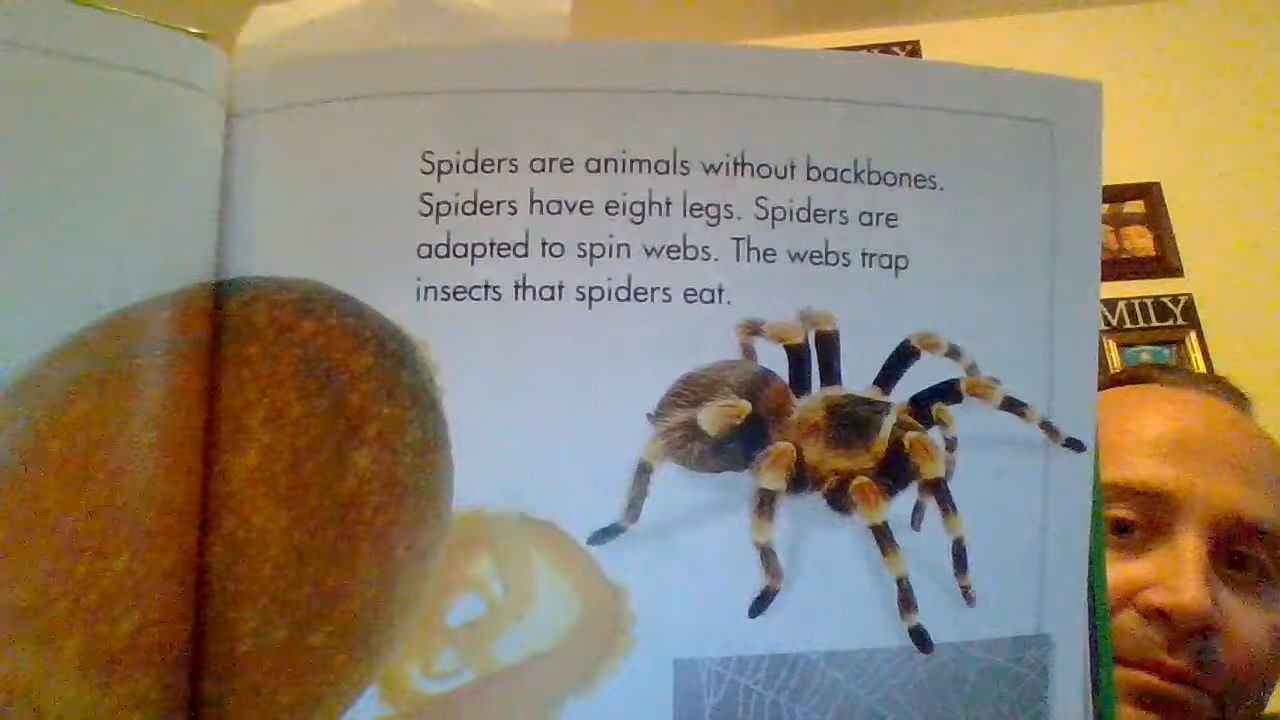 Spiders are animals without backbones.
Spiders have eight legs. Spiders are
adapted to spin webs. The webs trap
insects that spiders eat.